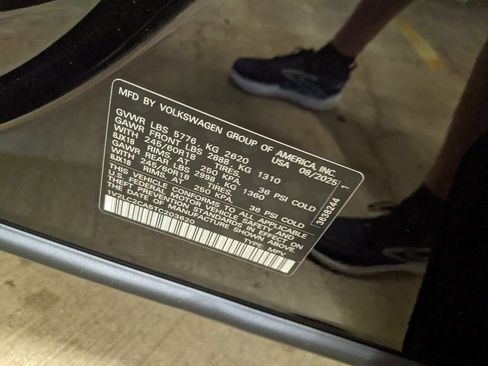 MFD BY VOLKSWAGEN GROUP OF AMERICA, INC
USA 08/2025 1
GVWR LBS 5776, KG 2620
GAWR FRONT LBS 2888 KG 1310
WITH 245/60R18 TIRES
8JX18 RIMS. AT 250 KPA 36 PSI COLD
GAWR REAR LBS 2998 KG 1360
WITH 245/60R18 TIRES
8JX18 RIMS. AT 250 KPA 36 PSI COLD
THIS VEHICLE CONFORMS TO ALL APPLICABLE
U.S. FEDERAL MOTOR VEHICLE SAFETY AND
THEFT PREVENTION STANDARDS IN EFFECT ON
THE DATE OF MANUFACTURE SHOWN ABOVE
TYPE: MPV
3838244